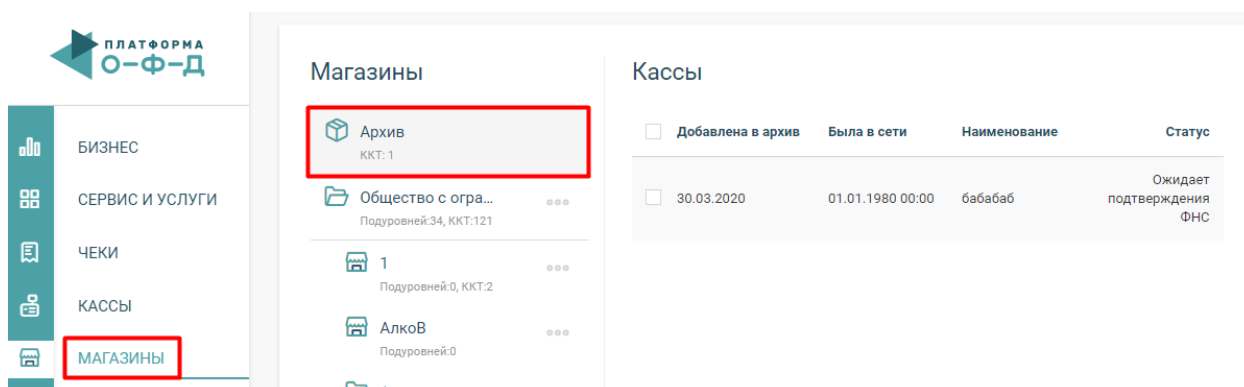 ПЛАТФОРМА
О-Ф-Д
БИЗНЕС
СЕРВИС И УСЛУГИ
ЧЕКИ
КАССЫ
МАГАЗИНЫ
Магазины
Архив
ККТ: 1
Общество с огра...
Подуровней:34, ККТ:121
1
Подуровней:0, ККТ:2
АлкоВ
Подуровней:0
Кассы
Добавлена в архив Была в сети Наименование Статус
30.03.2020 01.01.1980 00:00 бабабаб Ожидает
подтверждения
ФНС